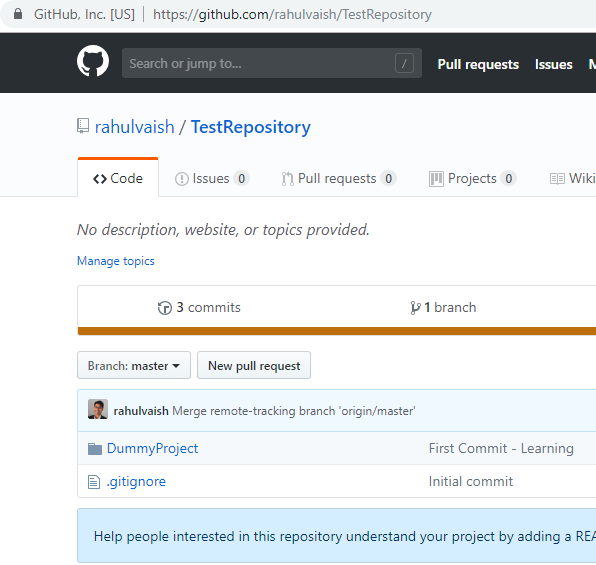 GitHub, Inc. [US] https://github.com/rahulvaish/TestRepository
Search or jump to... / Pull requests Issues M
rahulvaish / TestRepository
Code Issues 0 Pull requests 0 Projects 0 Wiki
No description, website, or topics provided.
Manage topics
3 commits 1 branch
Branch: master New pull request
rahulvaish Merge remote-tracking branch 'origin/master'
DummyProject First Commit - Learning
.gitignore Initial commit
Help people interested in this repository understand your project by adding a REA